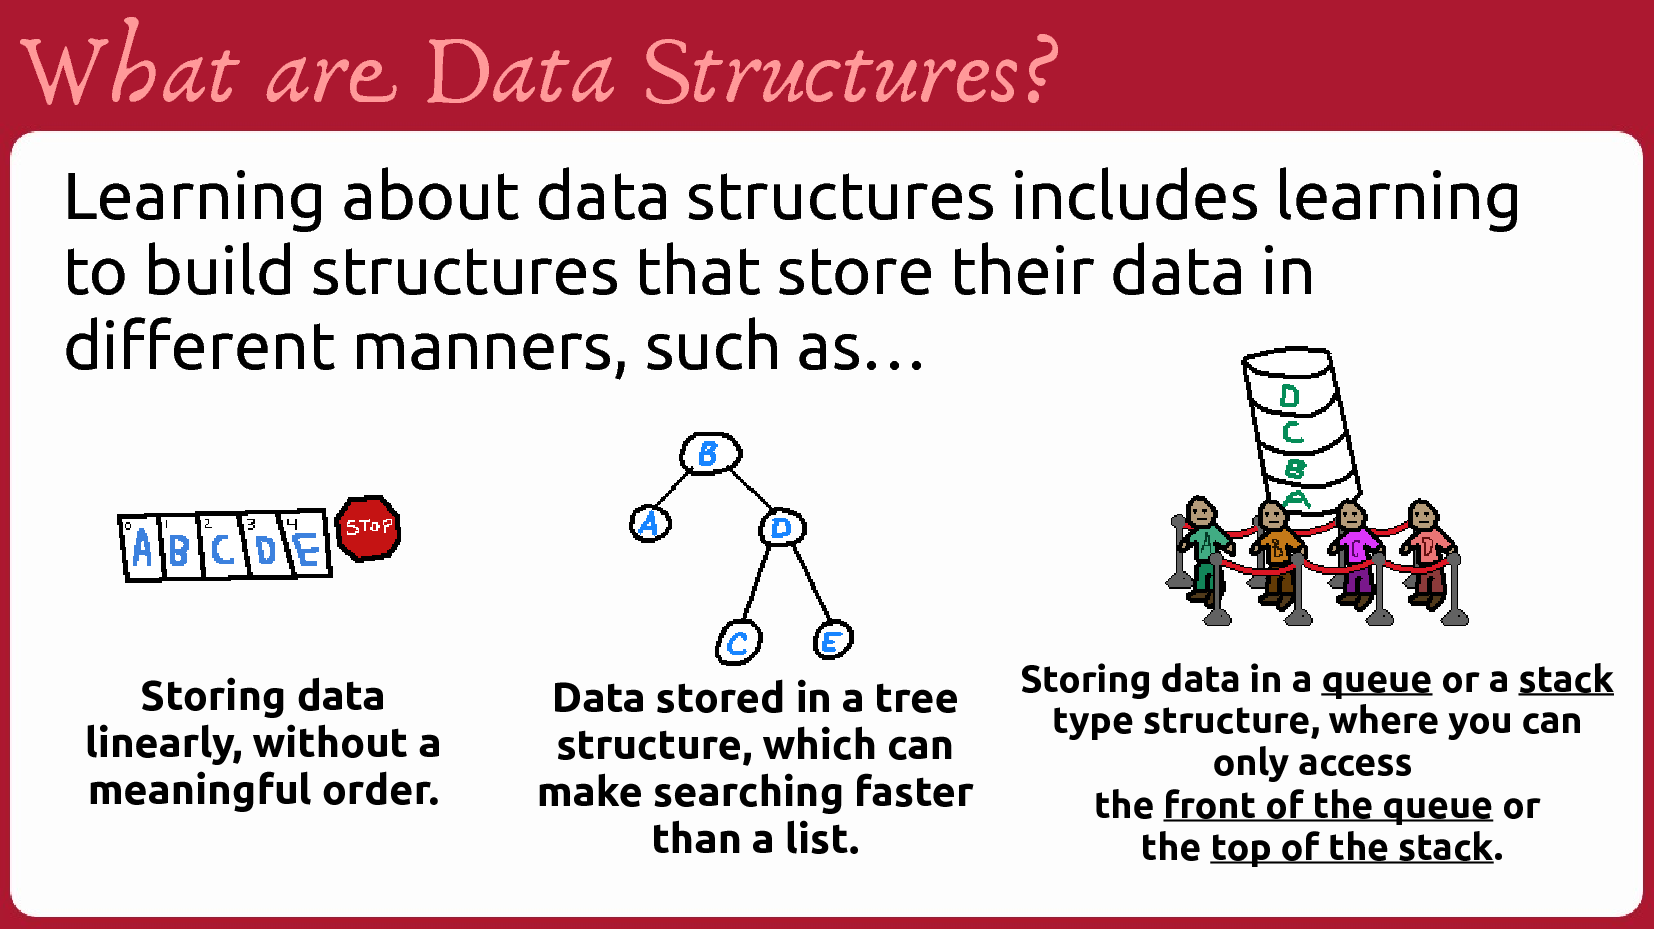 What are Data Structures?
Learning about data structures includes learning
to build structures that store their data in
different manners, such as…
0 1 2 3 4
A B C D E
STOP
Storing data
linearly, without a
meaningful order.
B
A D
C E
Data stored in a tree
structure, which can
make searching faster
than a list.
D
C
B
A
A B C D
Storing data in a queue or a stack
type structure, where you can
only access
the front of the queue or
the top of the stack.